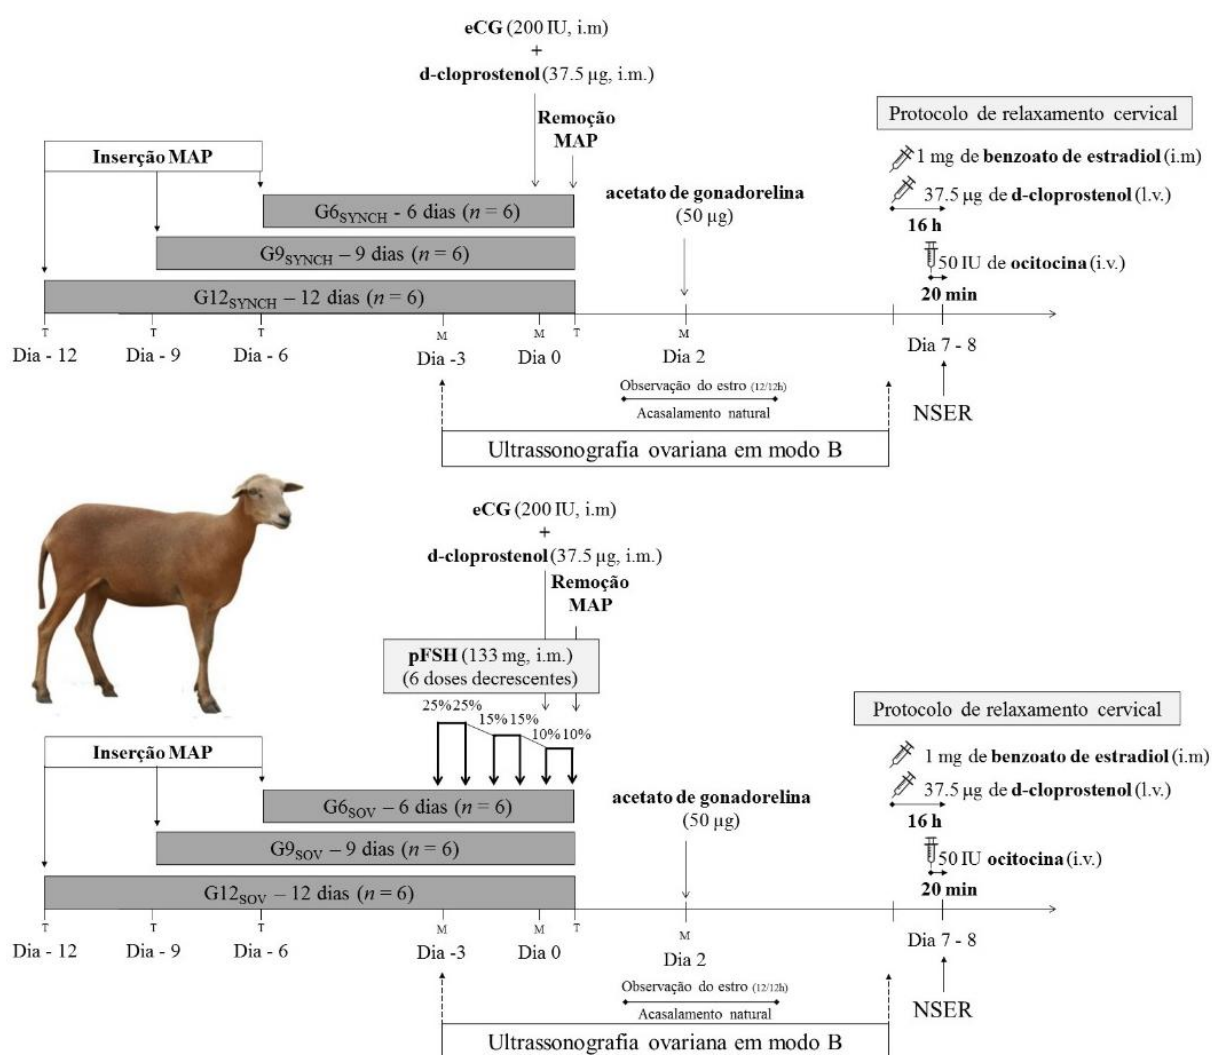 eCG (200 IU, i.m)
+
d-cloprostenol (37.5 µg, i.m.)
Remoção
MAP
Protocolo de relaxamento cervical
1 mg de benzoato de estradiol (i.m)
37.5 µg de d-cloprostenol (l.v.)
16 h
50 IU de ocitocina (i.v.)
20 min
Inserção MAP
acetato de gonadorelina
(50 µg)
G6SYNCH - 6 dias (n = 6)
G9SYNCH – 9 dias (n = 6)
G12SYNCH – 12 dias (n = 6)
T T T M M T M
Dia - 12 Dia - 9 Dia - 6 Dia -3 Dia 0 Dia 2 Dia 7 - 8
Observação do estro (12/12h)
Acasalamento natural
NSER
Ultrassonografia ovariana em modo B
eCG (200 IU, i.m)
+
d-cloprostenol (37.5 µg, i.m.)
Remoção
MAP
pFSH (133 mg, i.m.)
(6 doses decrescentes)
25% 25% 15% 15% 10% 10%
Protocolo de relaxamento cervical
1 mg de benzoato de estradiol (i.m)
37.5 µg de d-cloprostenol (l.v.)
16 h
50 IU ocitocina (i.v.)
20 min
Inserção MAP
acetato de gonadorelina
(50 µg)
G6SOV – 6 dias (n = 6)
G9SOV – 9 dias (n = 6)
G12SOV – 12 dias (n = 6)
T T T M M T M
Dia - 12 Dia - 9 Dia - 6 Dia -3 Dia 0 Dia 2 Dia 7 - 8
Observação do estro (12/12h)
Acasalamento natural
NSER
Ultrassonografia ovariana em modo B